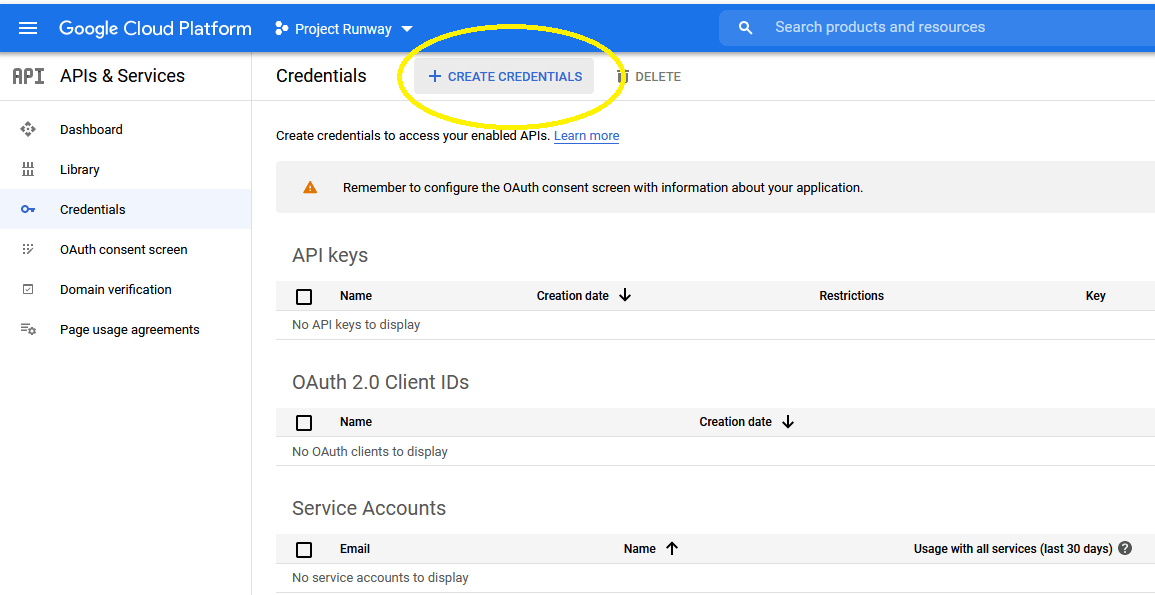 Google Cloud Platform
Project Runway
Search products and resources
API
APIs & Services
Credentials
+ CREATE CREDENTIALS
DELETE
Dashboard
Library
Credentials
OAuth consent screen
Domain verification
Page usage agreements
Create credentials to access your enabled APIs. Learn more
Remember to configure the OAuth consent screen with information about your application.
API keys
Name Creation date Restrictions Key
No API keys to display
OAuth 2.0 Client IDs
Name Creation date
No OAuth clients to display
Service Accounts
Email Name Usage with all services (last 30 days) ?
No service accounts to display